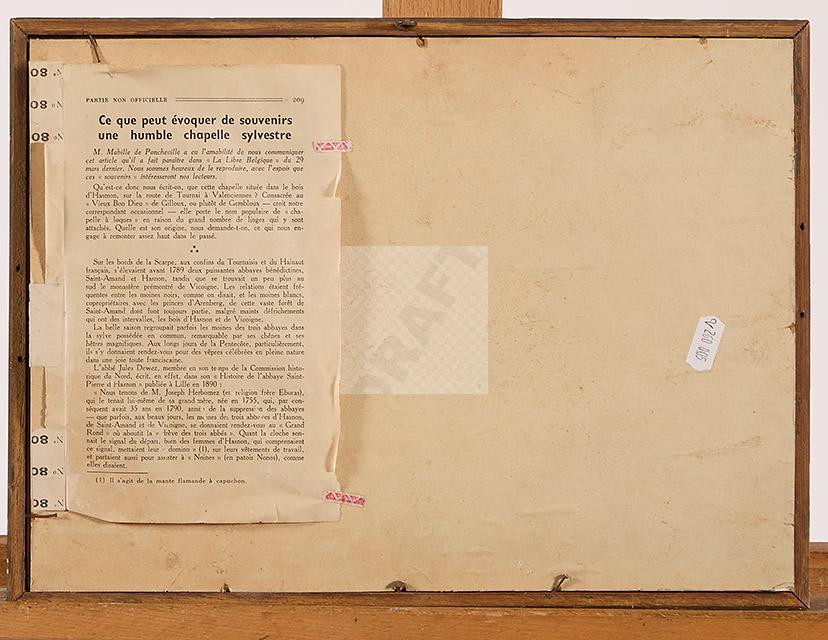 PARTIE NON OFFICIELLE 209
Ce que peut évoquer de souvenirs
une humble chapelle sylvestre
M. Mabille de Poncheville a eu l'amabilité de nous communiquer
cet article qu'il a fait paraître dans « La Libre Belgique » du 29
mars dernier. Nous sommes heureux de le reproduire, avec l'espoir que
ces « souvenirs » intéresseront nos lecteurs.
Qu'est-ce donc nous écrit-on, que cette chapelle située dans le bois
d'Hasnon, sur la route de Tournai à Valenciennes ? Consacrée au
« Vieux Bon Dieu » de Gilloux, ou plutôt de Gembloux — croit notre
correspondant occasionnel — elle porte le nom populaire de « cha-
pelle à loques » en raison du grand nombre de linges qui y sont
attachés. Quelle est son origine, nous demande-t-on, ce qui nous en-
gage à remonter assez haut dans le passé.
Sur les bords de la Scarpe, aux confins du Tournaisis et du Hainaut
français, s'élevaient avant 1789 deux puissantes abbayes bénédictines,
Saint-Amand et Hasnon, tandis que se trouvait un peu plus au
sud le monastère prémontré de Vicoigne. Les relations étaient fré-
quentes entre les moines noirs, comme on disait, et les moines blancs,
copropriétaires avec les princes d'Arenberg, de cette vaste forêt de
Saint-Amand dont font toujours partie, malgré maints défrichements
qui ont des intervalles, les bois d'Hasnon et de Vicoigne.
La belle saison regroupait parfois les moines des trois abbayes dans
la sylve possédée en commun, remarquable par ses chênes et ses
hêtres magnifiques. Aux longs jours de la Pentecôte, particulièrement,
ils s'y donnaient rendez-vous pour des vêpres célébrées en pleine nature
dans une joie toute franciscaine.
L'abbé Jules Dewez, membre en son temps de la Commission histo-
rique du Nord, écrit, en effet, dans son « Histoire de l'abbaye Saint-
Pierre d Hasnon » publiée à Lille en 1890 :
« Nous tenons de M. Joseph Herbomez (et religion frère Eboras),
qui le tenait lui-même de sa grand'mère, née en 1755, qui, par con-
séquent avait 35 ans en 1790, année de la suppression des abbayes
— que parfois, aux beaux jours, les moines des trois abbayes d'Hasnon,
de Saint-Amand et de Vicoigne, se donnaient rendez-vous au « Grand
Rond » où aboutit la « drève des trois abbés ». Quant la cloche son-
nait le signal du départ, bien des femmes d'Hasnon, qui comprenaient
ce signal, mettaient leur « domino » (1), sur leurs vêtements de travail,
et partaient aussi pour assister à « Noines » (en patois Nones), comme
elles disaient.
(1) Il s'agit de la mante flamande à capuchon.
No 80
No 80
No 80
No 80
No 80
No 80
DRAFT